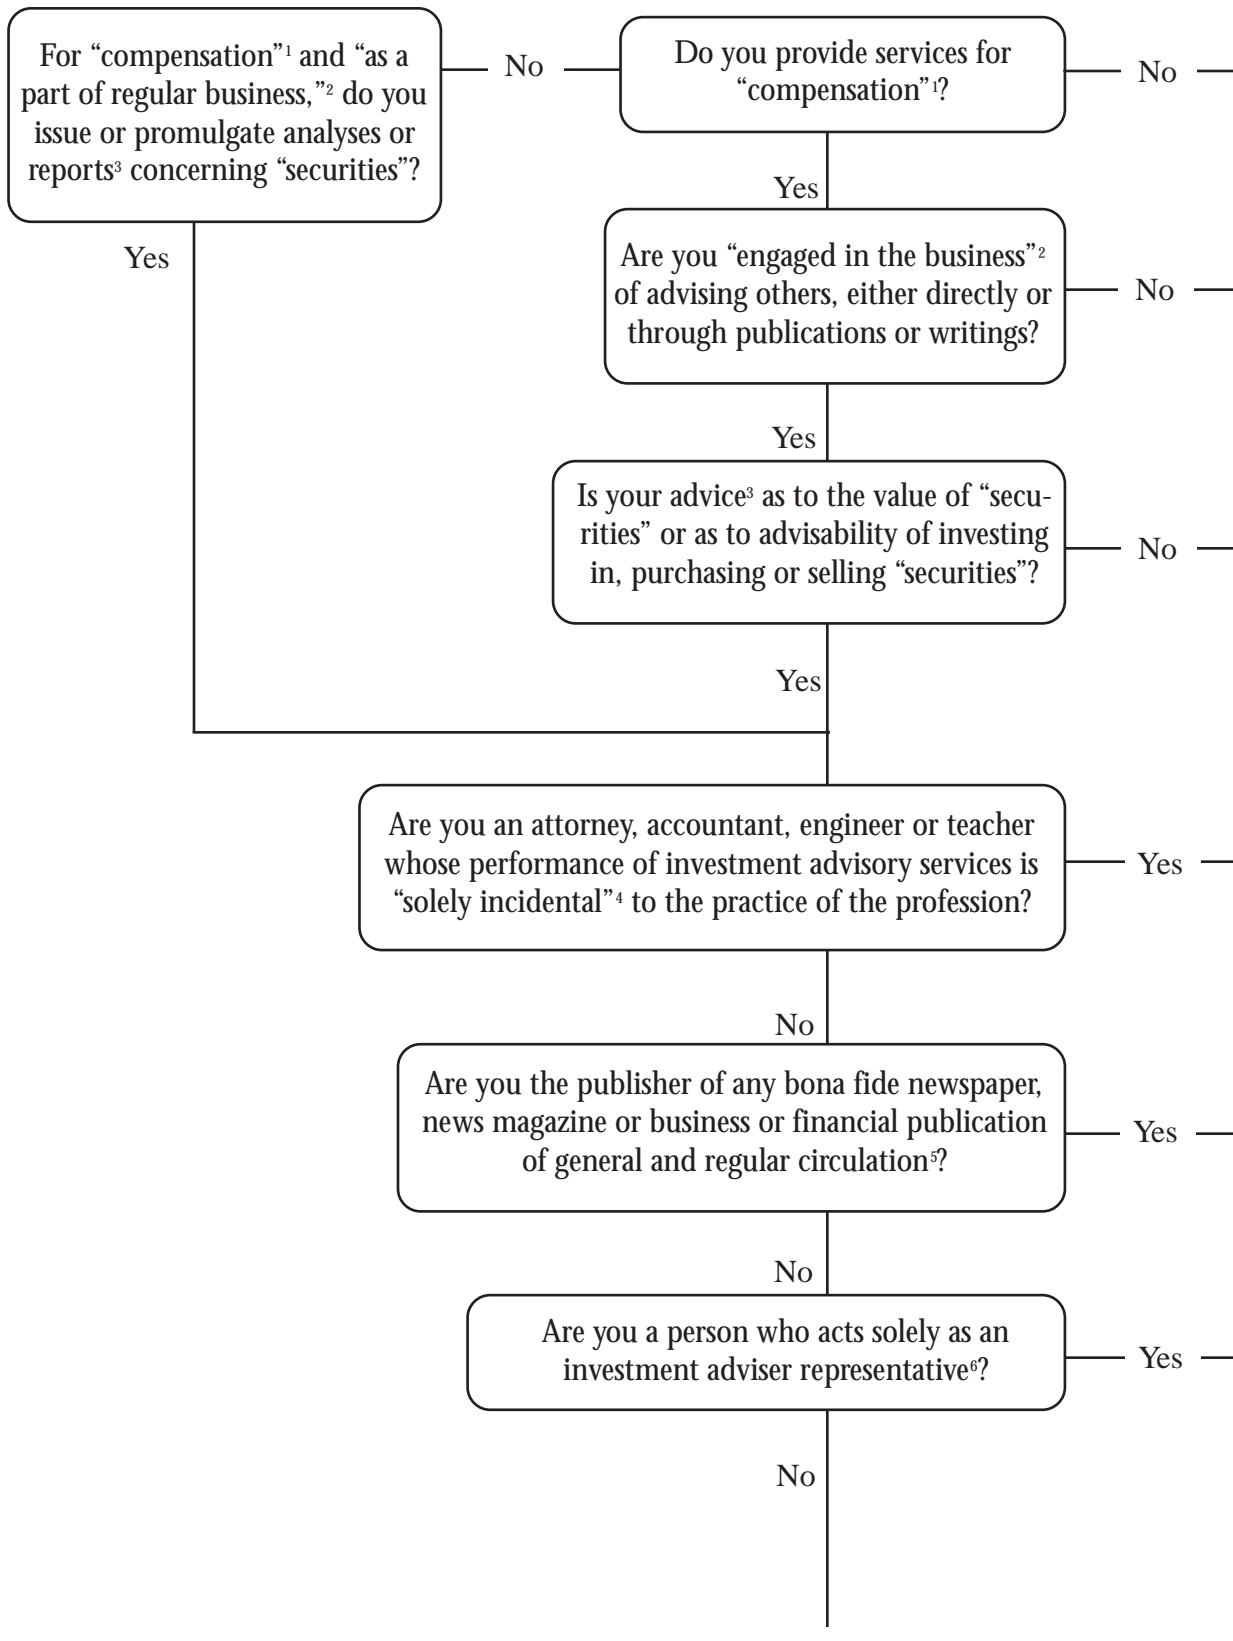 For “compensation”¹ and “as a
part of regular business,”² do you
issue or promulgate analyses or
reports³ concerning “securities”?
No
Do you provide services for
“compensation”¹?
No
Yes
Yes
Are you “engaged in the business”²
of advising others, either directly or
through publications or writings?
No
Yes
Is your advice³ as to the value of “secu-
rities” or as to advisability of investing
in, purchasing or selling “securities”?
No
Yes
Are you an attorney, accountant, engineer or teacher
whose performance of investment advisory services is
“solely incidental”⁴ to the practice of the profession?
Yes
No
Are you the publisher of any bona fide newspaper,
news magazine or business or financial publication
of general and regular circulation⁵?
Yes
No
Are you a person who acts solely as an
investment adviser representative⁶?
Yes
No